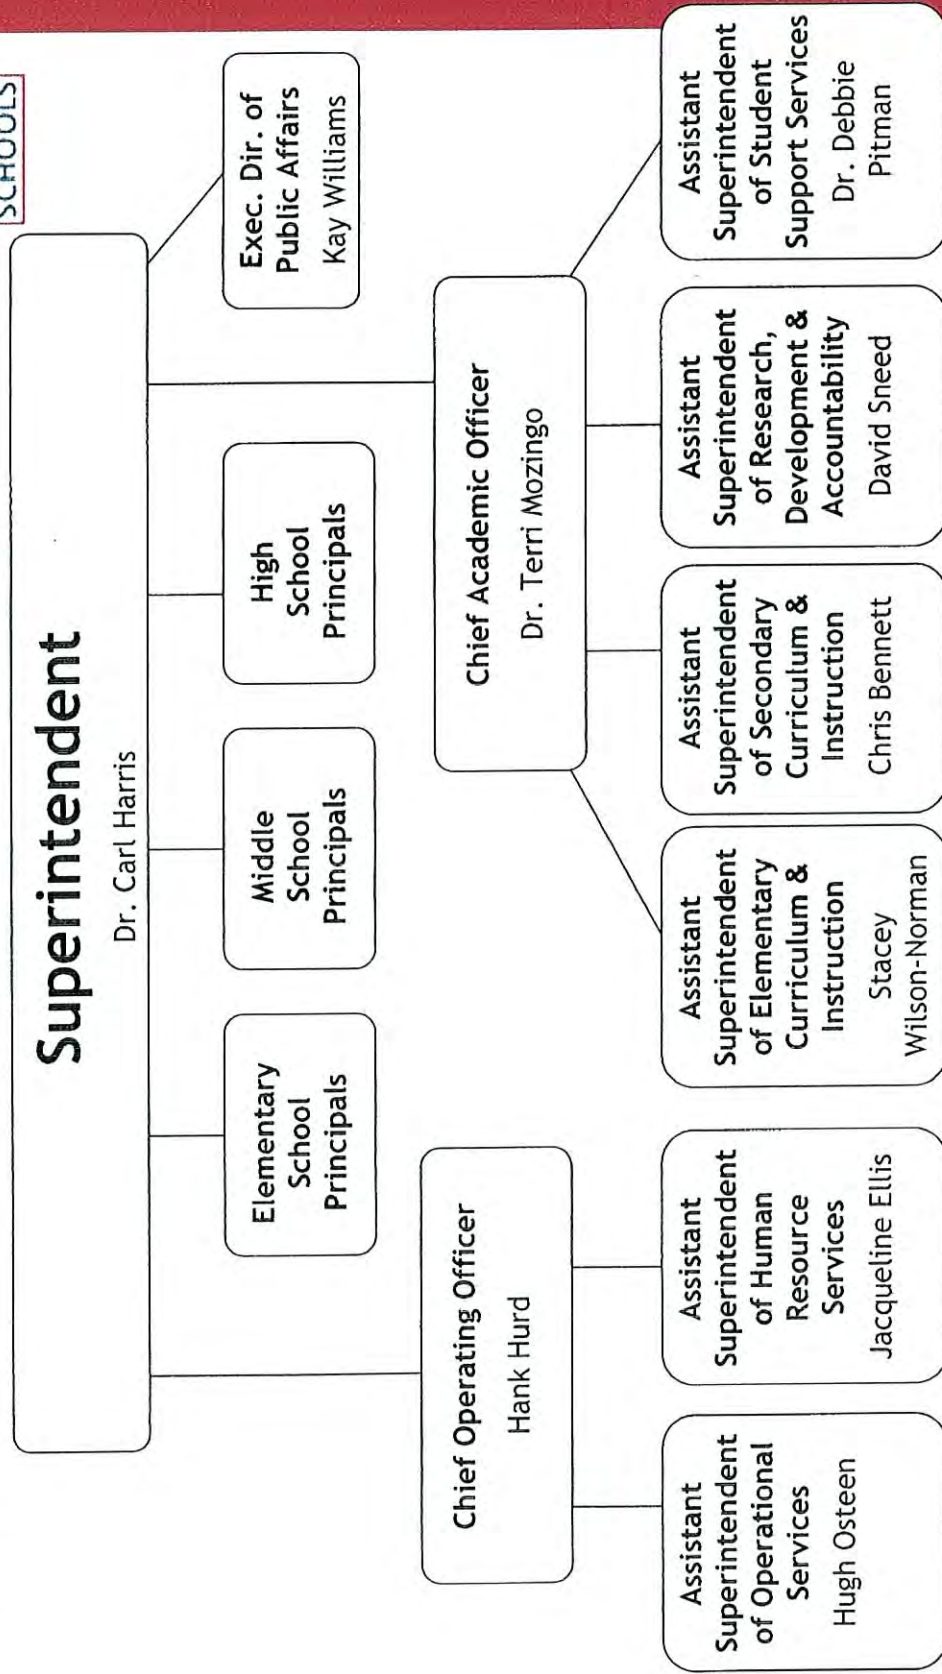 SCHOOLS
Superintendent
Dr. Carl Harris
Elementary
School
Principals
Middle
School
Principals
High
School
Principals
Exec. Dir. of
Public Affairs
Kay Williams
Chief Operating Officer
Hank Hurd
Chief Academic Officer
Dr. Terri Mozingo
Assistant
Superintendent
of Operational
Services
Hugh Osteen
Assistant
Superintendent
of Human
Resource
Services
Jacqueline Ellis
Assistant
Superintendent
of Elementary
Curriculum &
Instruction
Stacey
Wilson-Norman
Assistant
Superintendent
of Secondary
Curriculum &
Instruction
Chris Bennett
Assistant
Superintendent
of Research,
Development &
Accountability
David Sneed
Assistant
Superintendent
of Student
Support Services
Dr. Debbie
Pitman